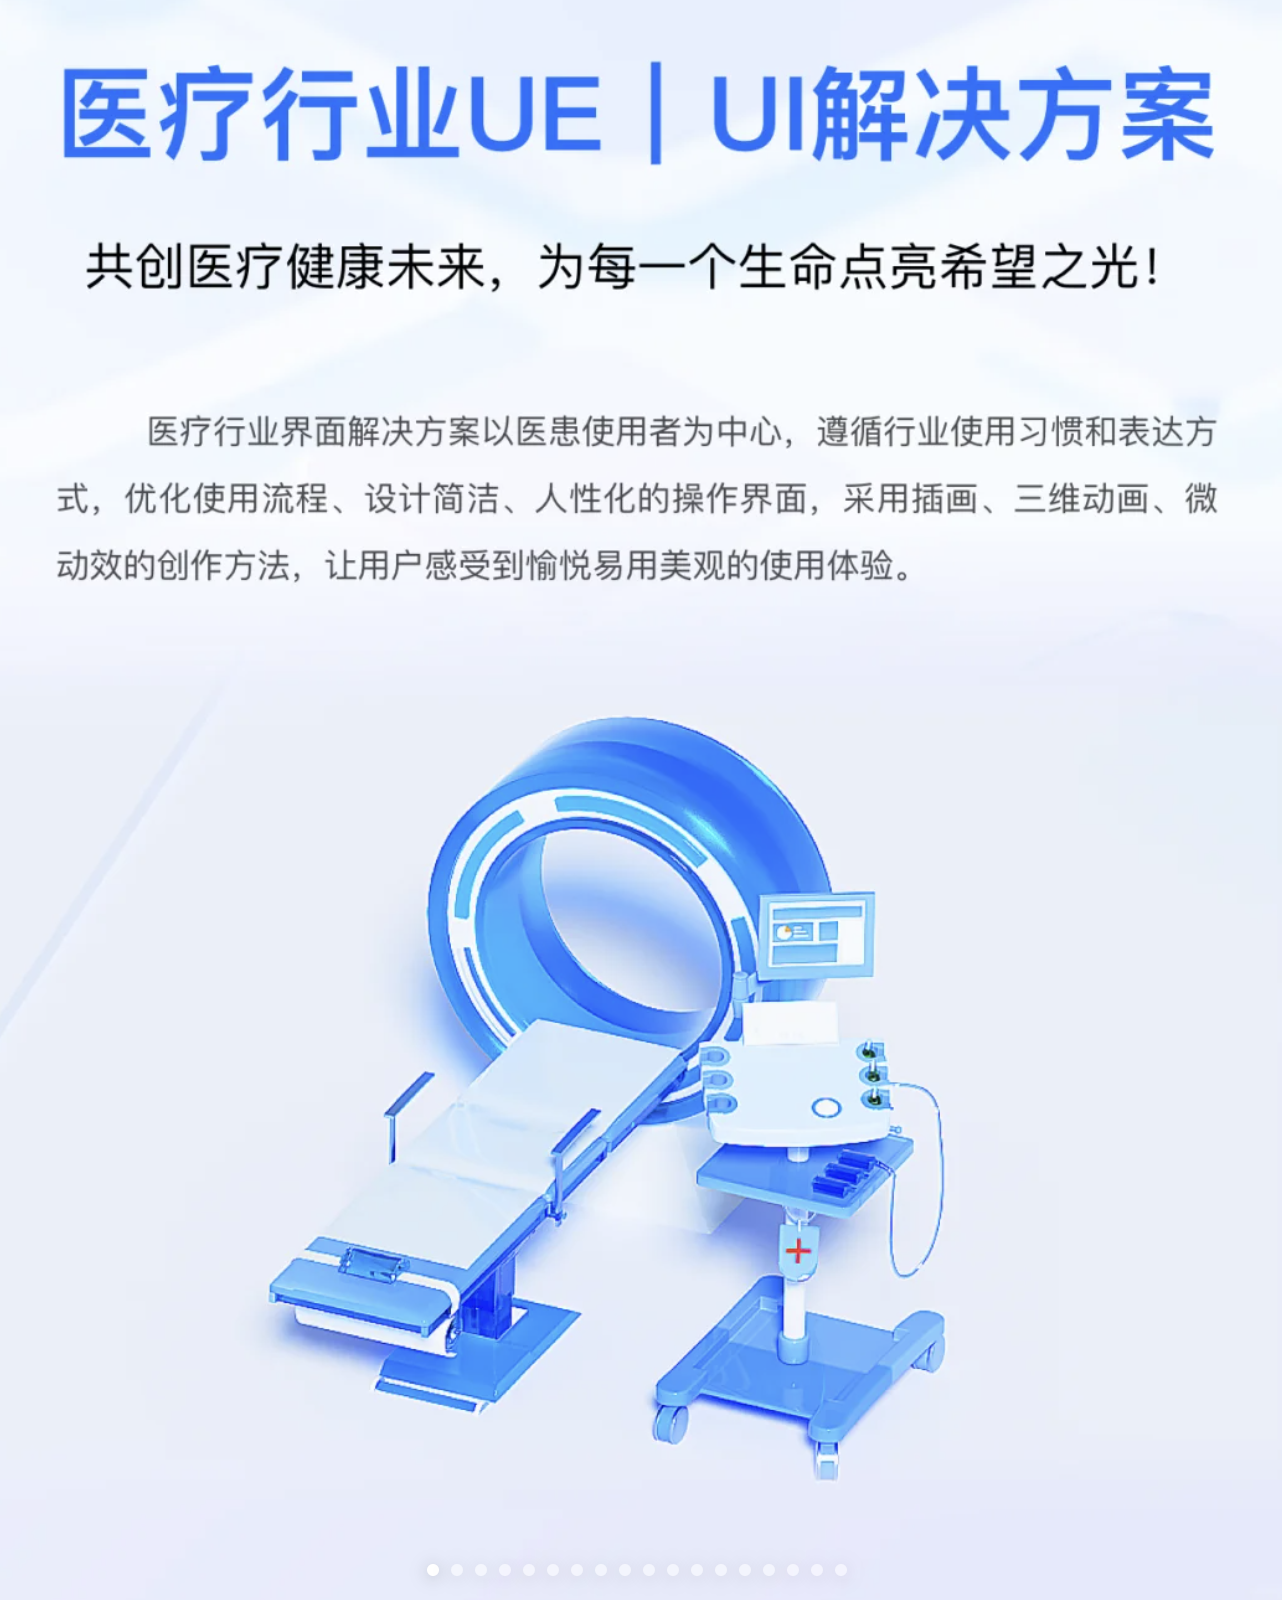 医疗行业UE｜UI解决方案
共创医疗健康未来，为每一个生命点亮希望之光！
医疗行业界面解决方案以医患使用者为中心，遵循行业使用习惯和表达方
式，优化使用流程、设计简洁、人性化的操作界面，采用插画、三维动画、微
动效的创作方法，让用户感受到愉悦易用美观的使用体验。